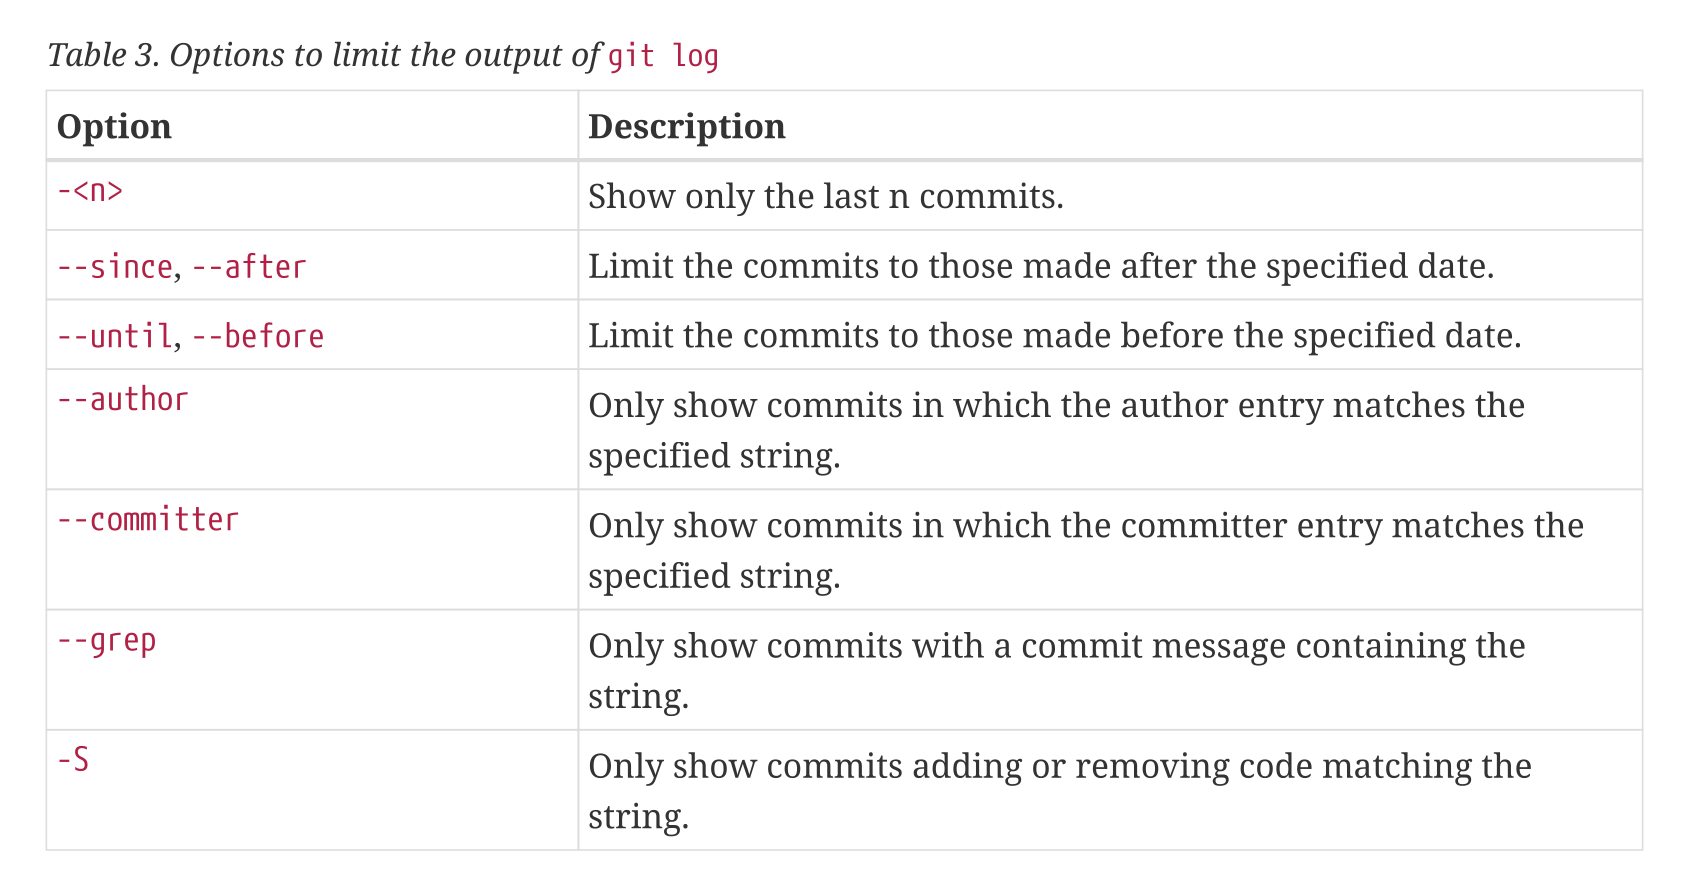 Table 3. Options to limit the output of git log
Option Description
-<n> Show only the last n commits.
--since, --after Limit the commits to those made after the specified date.
--until, --before Limit the commits to those made before the specified date.
--author Only show commits in which the author entry matches the
specified string.
--committer Only show commits in which the committer entry matches the
specified string.
--grep Only show commits with a commit message containing the
string.
-S Only show commits adding or removing code matching the
string.